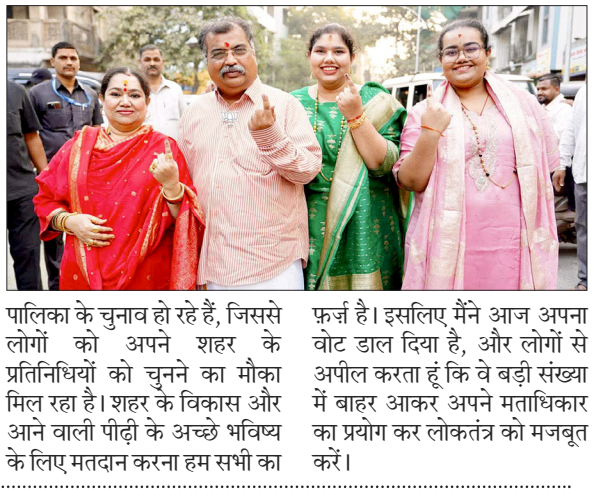 पालिका के चुनाव हो रहे हैं, जिससे
लोगों को अपने शहर के
प्रतिनिधियों को चुनने का मौका
मिल रहा है। शहर के विकास और
आने वाली पीढ़ी के अच्छे भविष्य
के लिए मतदान करना हम सभी का
फ़र्ज़ है। इसलिए मैंने आज अपना
वोट डाल दिया है, और लोगों से
अपील करता हूं कि वे बड़ी संख्या
में बाहर आकर अपने मताधिकार
का प्रयोग कर लोकतंत्र को मजबूत
करें।